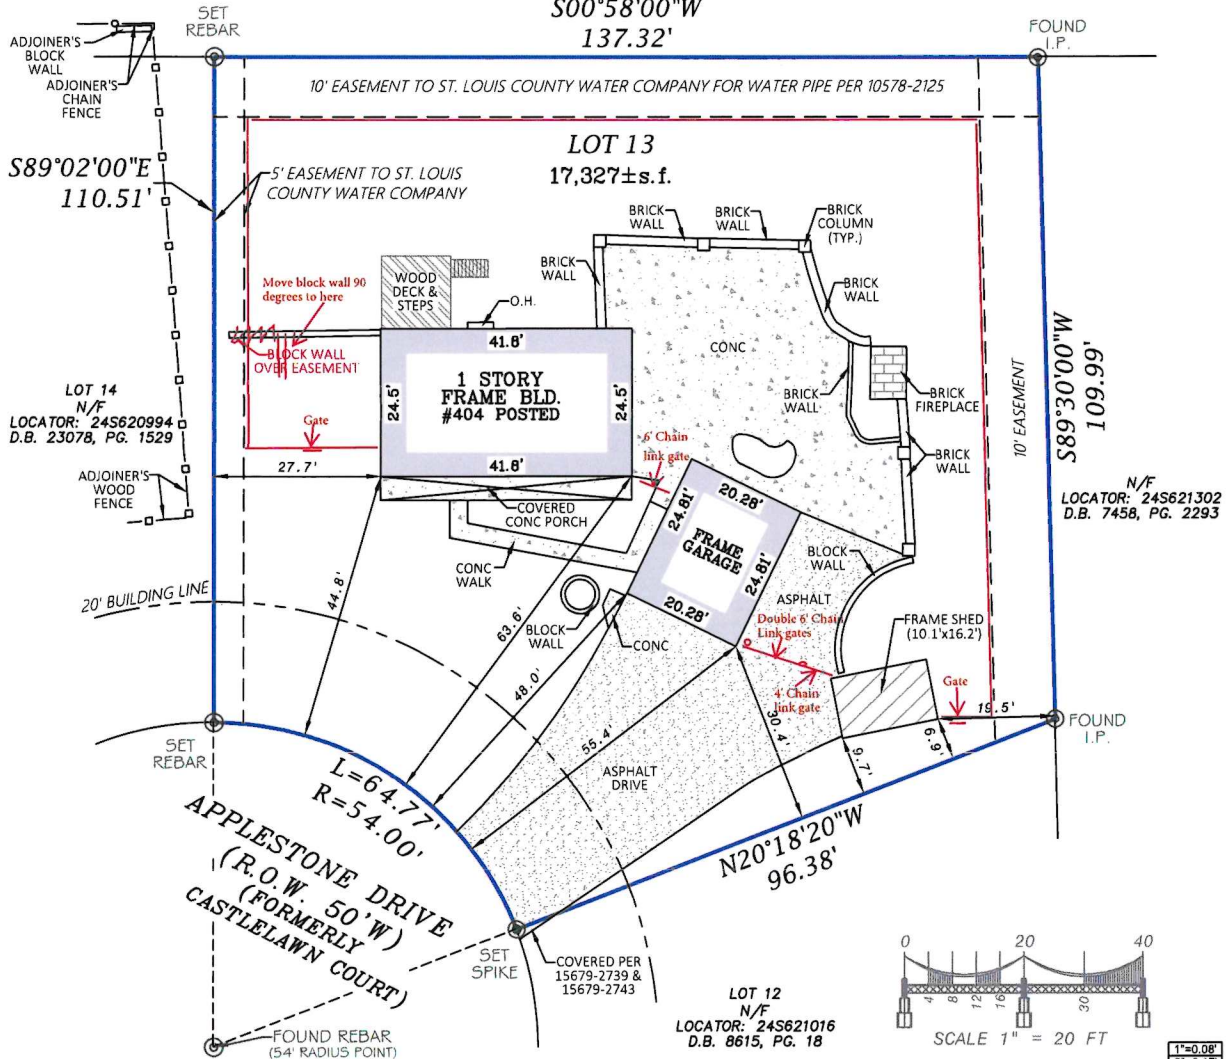 SET
REBAR
S00°58'00"W
137.32'
FOUND
I.P.
ADJOINER'S
BLOCK
WALL
ADJOINER'S
CHAIN
FENCE
10' EASEMENT TO ST. LOUIS COUNTY WATER COMPANY FOR WATER PIPE PER 10578-2125
LOT 13
17,327±s.f.
S89°02'00"E
110.51'
5' EASEMENT TO ST. LOUIS
COUNTY WATER COMPANY
BRICK
WALL
BRICK
WALL
BRICK
COLUMN
(TYP.)
BRICK
WALL
BRICK
WALL
WOOD
DECK &
STEPS
Move block wall 90
degrees to here
O.H.
BLOCK WALL
OVER EASEMENT
41.8'
CONC
1 STORY
FRAME BLD.
#404 POSTED
24.5'
24.5'
41.8'
BRICK
WALL
BRICK
FIREPLACE
BRICK
WALL
10' EASEMENT
S89°30'00"W
109.99'
LOT 14
N/F
LOCATOR: 24S620994
D.B. 23078, PG. 1529
Gate
27.7'
6' Chain
link gate
ADJOINER'S
WOOD
FENCE
COVERED
CONC PORCH
20.28'
24.81'
FRAME
GARAGE
24.81'
20.28'
N/F
LOCATOR: 24S621302
D.B. 7458, PG. 2293
CONC
WALK
BLOCK
WALL
ASPHALT
20' BUILDING LINE
44.8'
63.6'
BLOCK
WALL
CONC
48.0'
Double 6' Chain
Link gates
4' Chain
link gate
FRAME SHED
(10.1'x16.2')
Gate
19.5'
FOUND
I.P.
SET
REBAR
30.4'
55.4'
9.7'
6.9'
ASPHALT
DRIVE
L=64.77'
R=54.00'
N20°18'20"W
96.38'
APPLESTONE DRIVE
(R.O.W. 50'W)
(FORMERLY
CASTLELAWN COURT)
SET
SPIKE
COVERED PER
15679-2739 &
15679-2743
LOT 12
N/F
LOCATOR: 24S621016
D.B. 8615, PG. 18
0 20 40
4 8 12 16 30
SCALE 1" = 20 FT
FOUND REBAR
(54' RADIUS POINT)
1"=0.08'